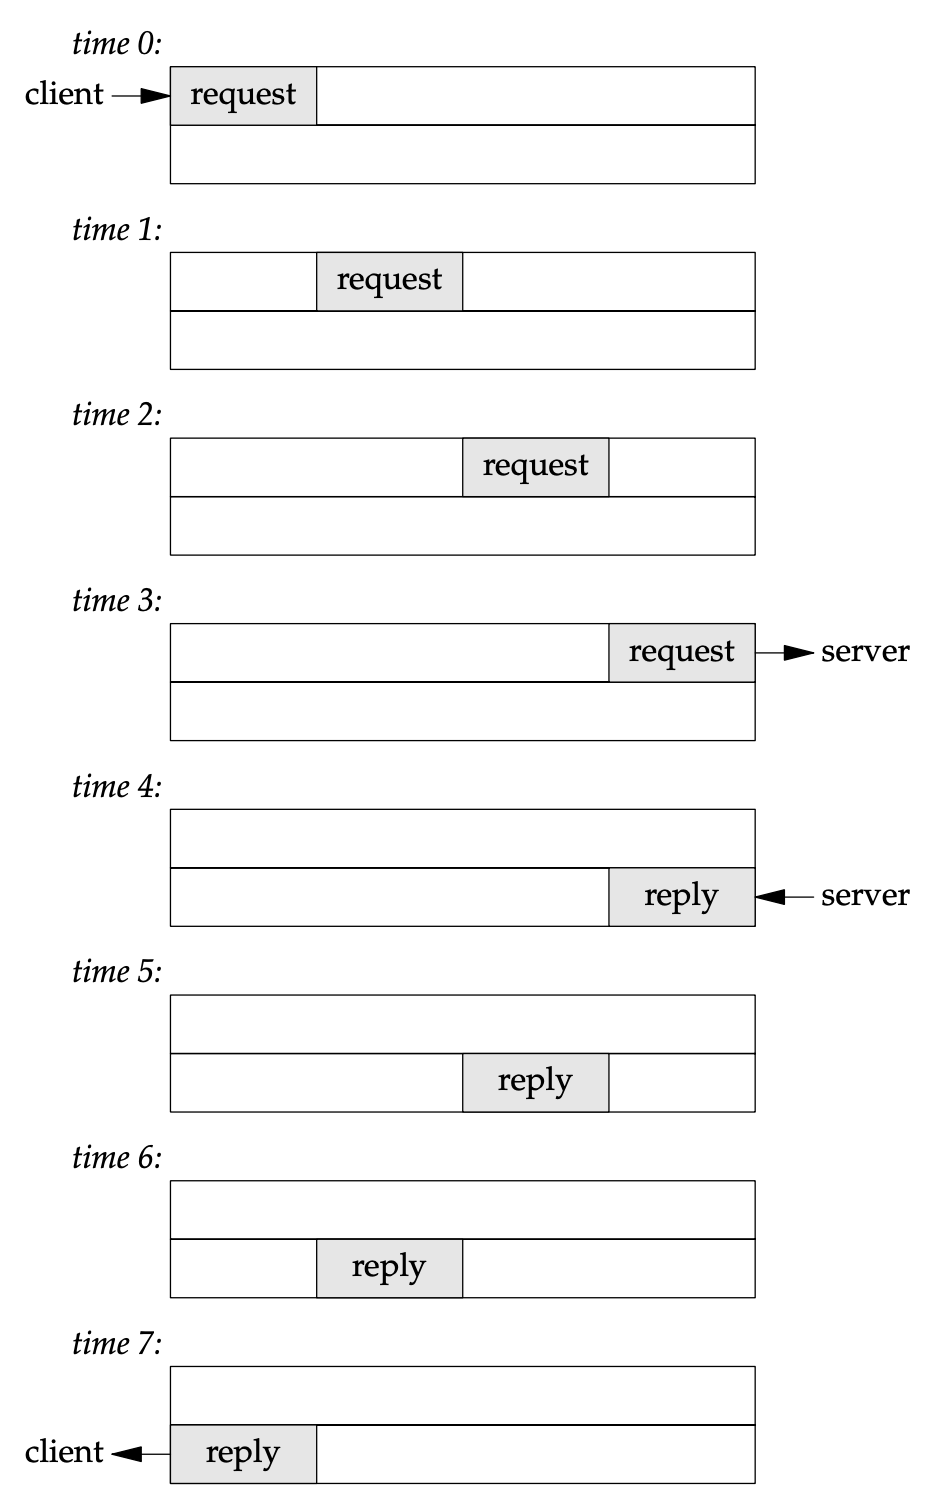 time 0:
client request
time 1:
request
time 2:
request
time 3:
request server
time 4:
reply server
time 5:
reply
time 6:
reply
time 7:
client reply